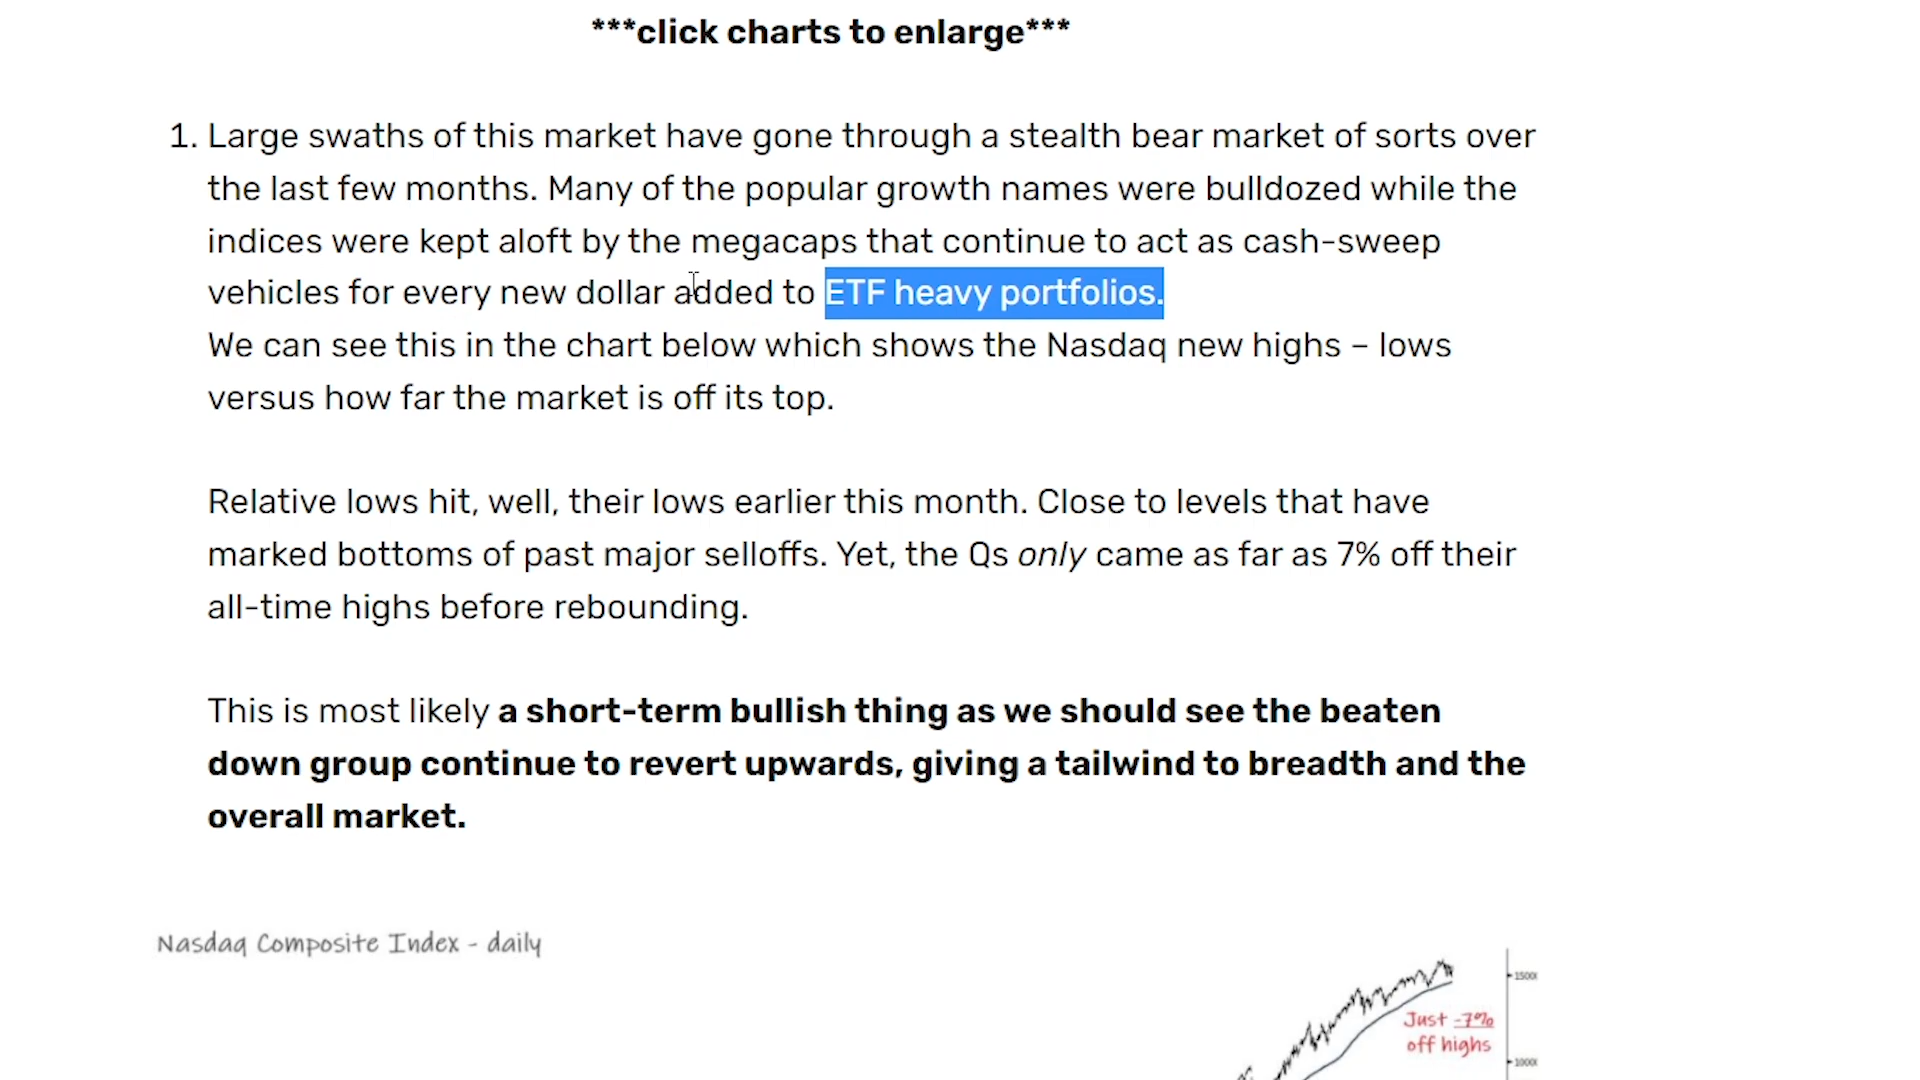 ***click charts to enlarge***
1. Large swaths of this market have gone through a stealth bear market of sorts over
the last few months. Many of the popular growth names were bulldozed while the
indices were kept aloft by the megacaps that continue to act as cash-sweep
vehicles for every new dollar added to ETF heavy portfolios.
We can see this in the chart below which shows the Nasdaq new highs – lows
versus how far the market is off its top.
Relative lows hit, well, their lows earlier this month. Close to levels that have
marked bottoms of past major selloffs. Yet, the Qs only came as far as 7% off their
all-time highs before rebounding.
This is most likely a short-term bullish thing as we should see the beaten
down group continue to revert upwards, giving a tailwind to breadth and the
overall market.
Nasdaq Composite Index - daily
Just -7%
off highs